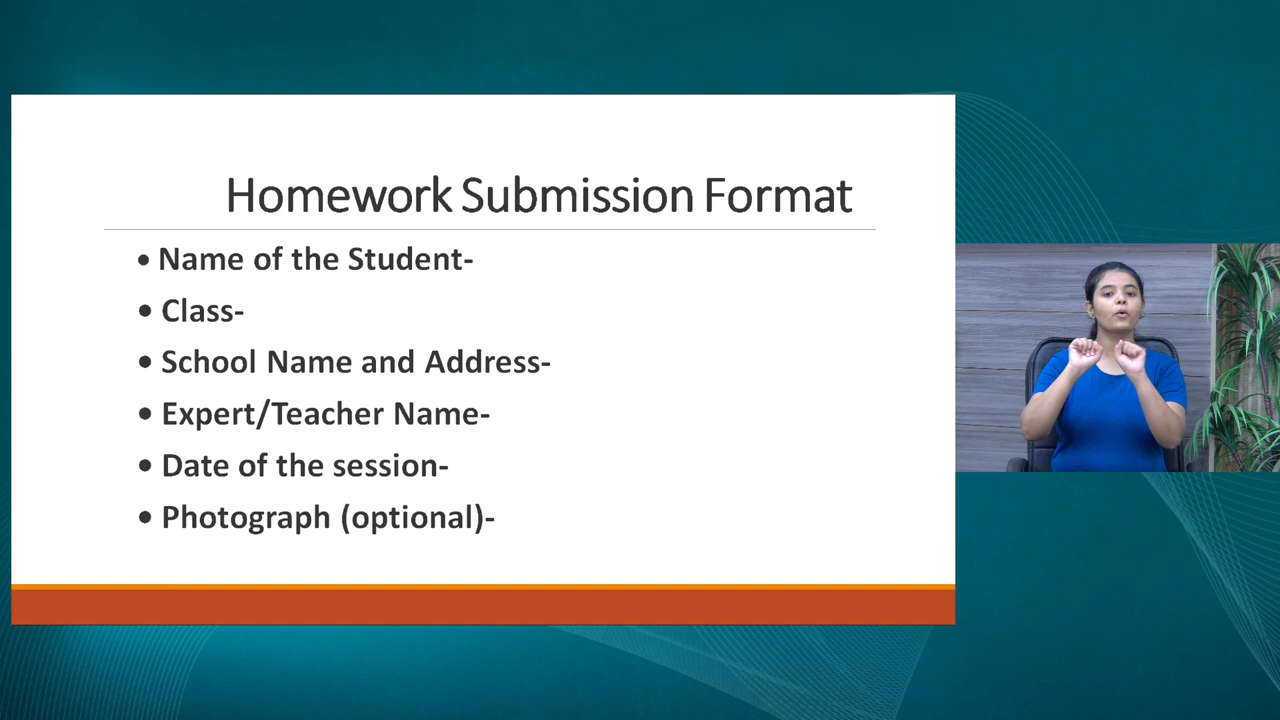 Homework Submission Format
• Name of the Student-
• Class-
• School Name and Address-
• Expert/Teacher Name-
• Date of the session-
• Photograph (optional)-